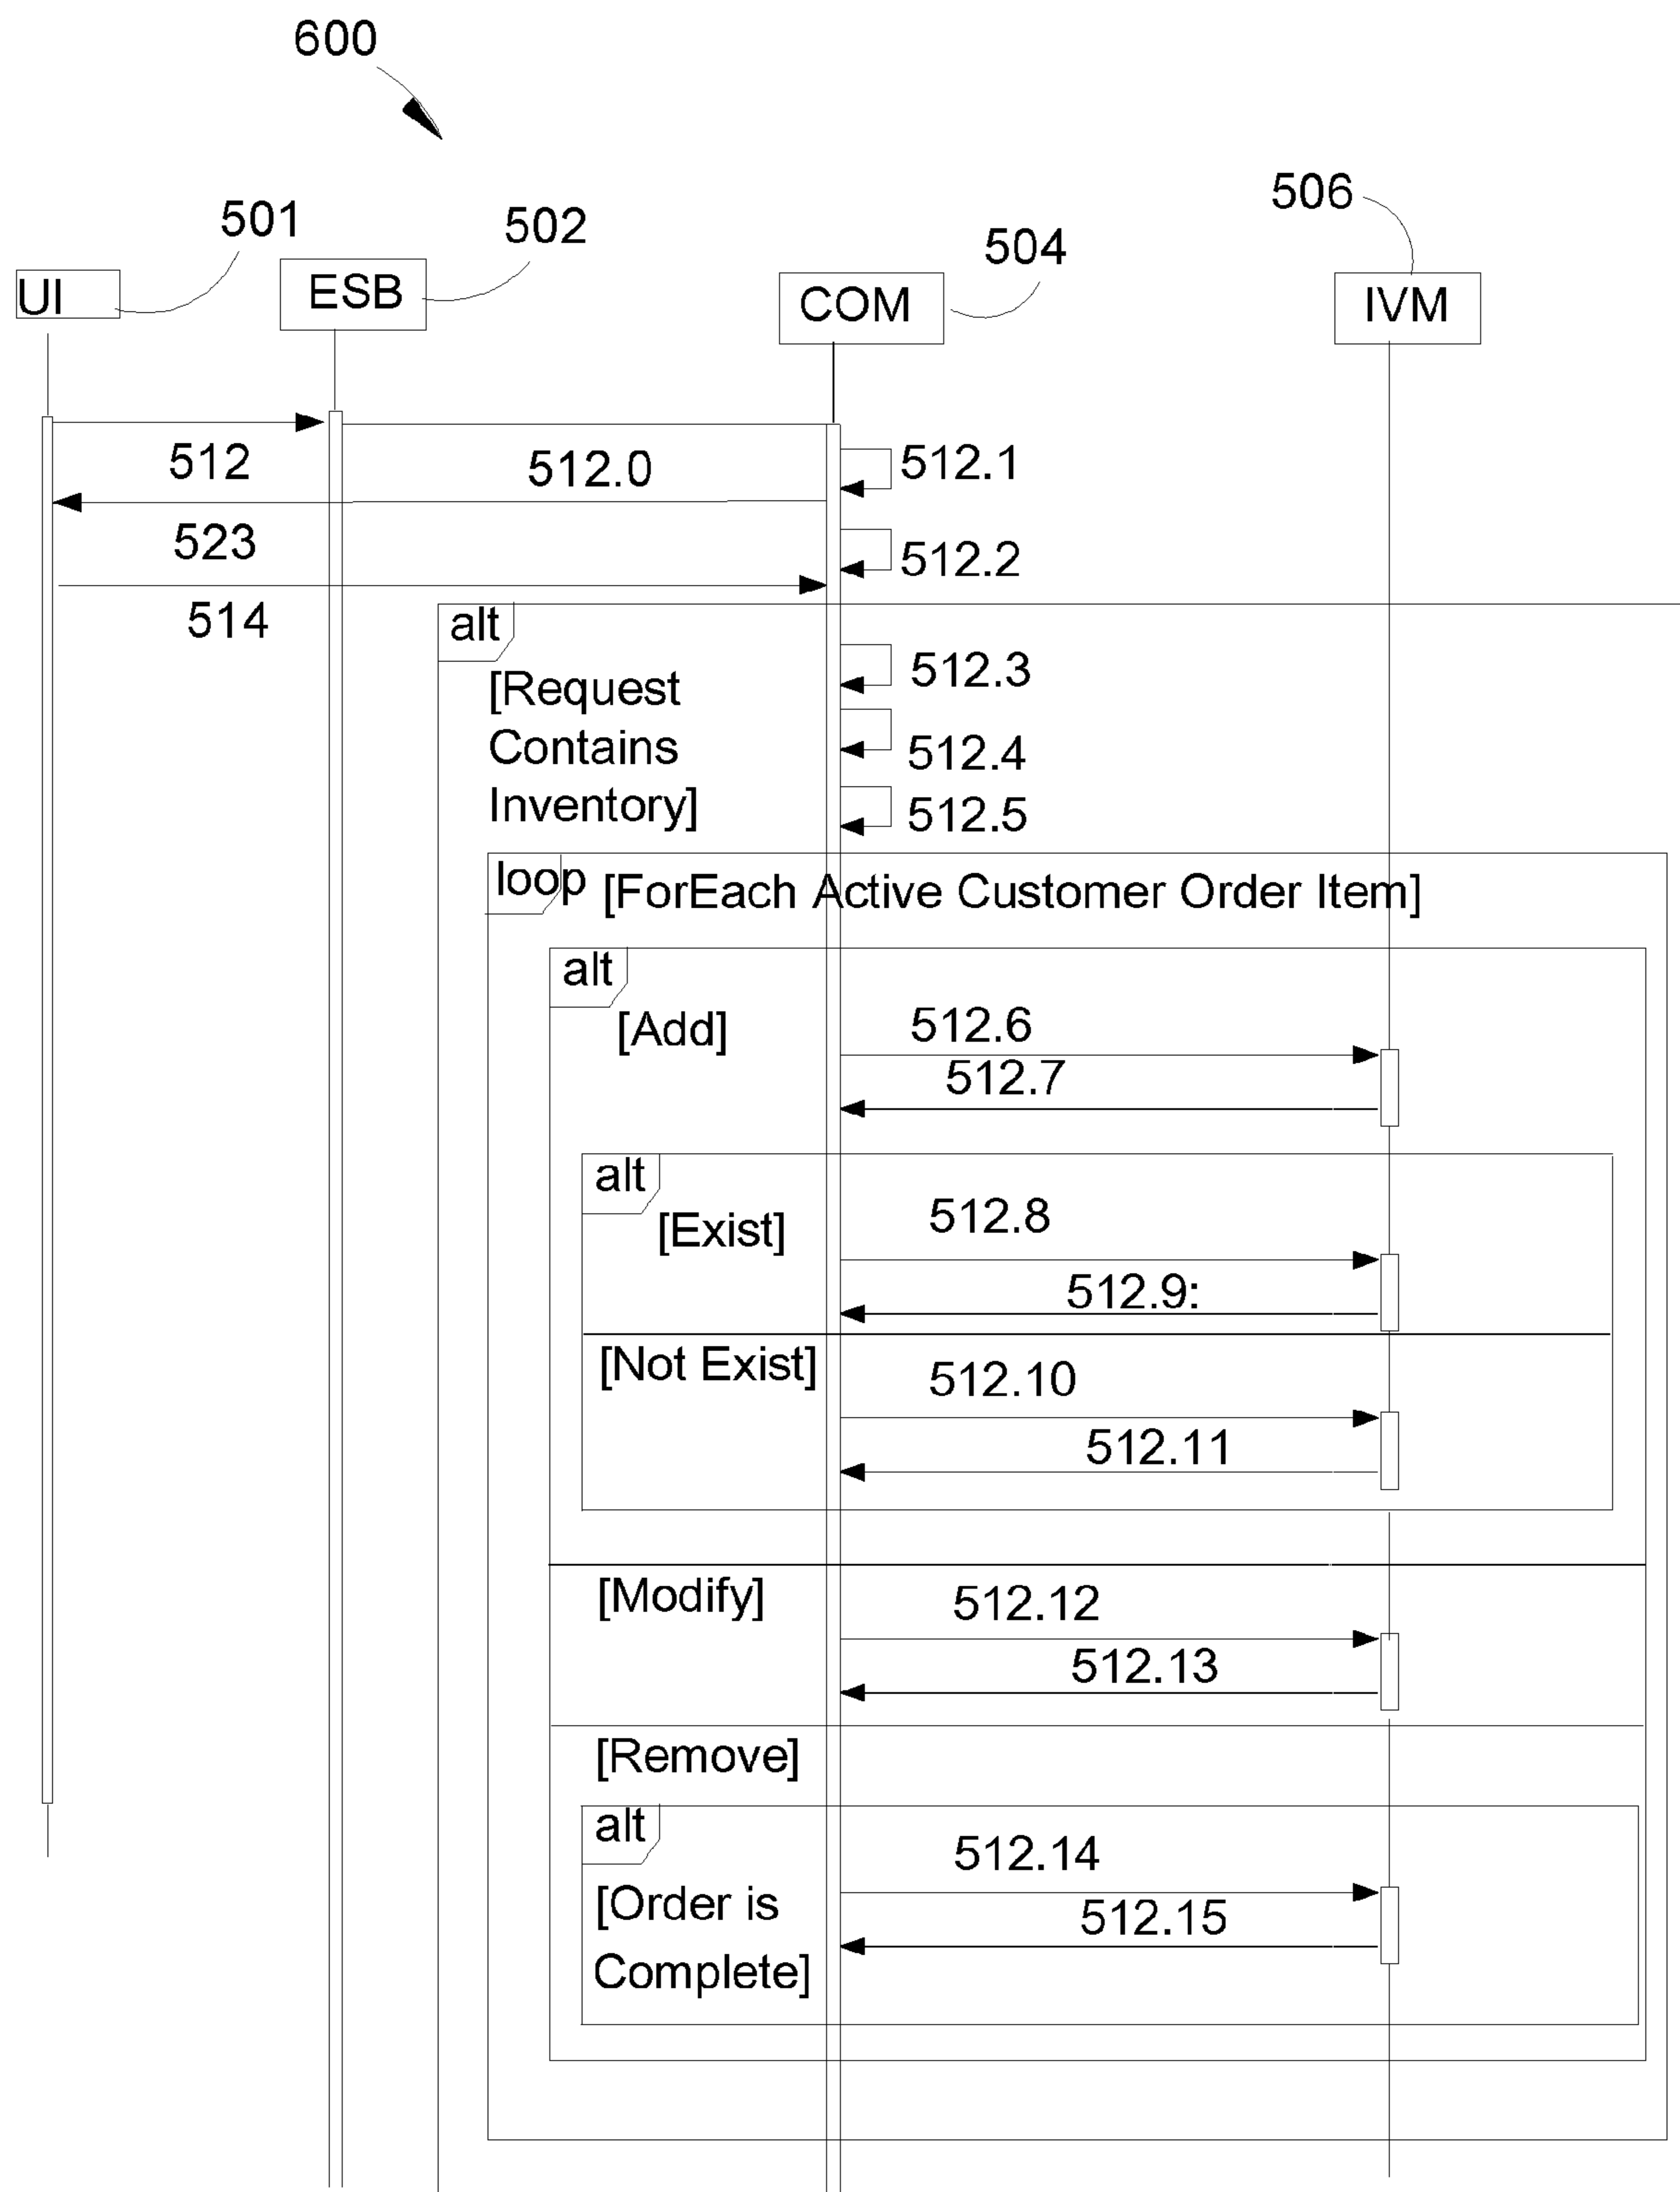 600
501
502
504
506
UI
ESB
COM
IVM
512
512.0
512.1
523
512.2
514
alt
[Request
Contains
Inventory]
512.3
512.4
512.5
loop [ForEach Active Customer Order Item]
alt
[Add]
512.6
512.7
alt
[Exist]
512.8
512.9:
[Not Exist]
512.10
512.11
[Modify]
512.12
512.13
[Remove]
alt
[Order is
Complete]
512.14
512.15